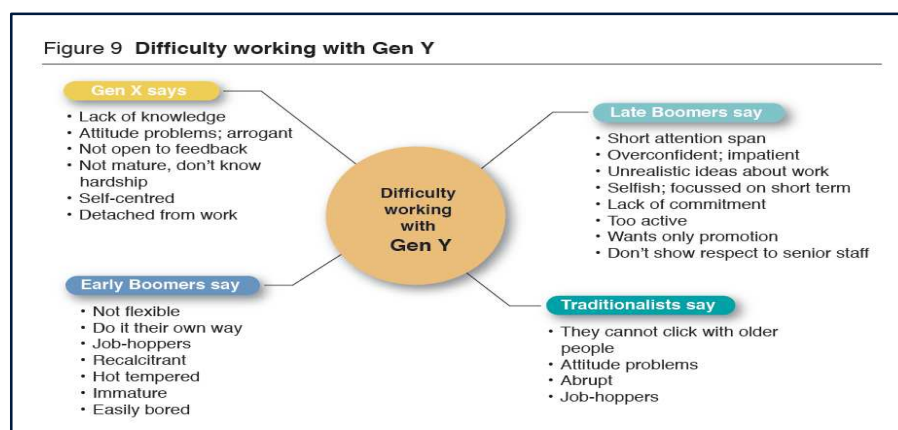 Figure 9 Difficulty working with Gen Y
Gen X says
• Lack of knowledge
• Attitude problems; arrogant
• Not open to feedback
• Not mature, don't know
hardship
• Self-centred
• Detached from work
Late Boomers say
• Short attention span
• Overconfident; impatient
• Unrealistic ideas about work
• Selfish; focussed on short term
• Lack of commitment
• Too active
• Wants only promotion
• Don't show respect to senior staff
Difficulty
working
with
Gen Y
Early Boomers say
• Not flexible
• Do it their own way
• Job-hoppers
• Recalcitrant
• Hot tempered
• Immature
• Easily bored
Traditionalists say
• They cannot click with older
people
• Attitude problems
• Abrupt
• Job-hoppers